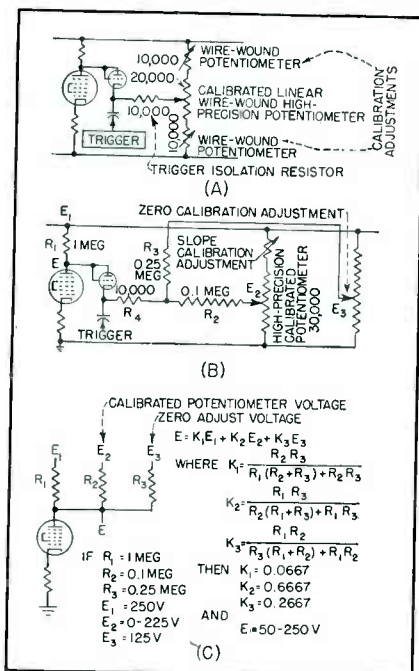 10,000
WIRE-WOUND
POTENTIOMETER
20,000
CALIBRATED LINEAR
WIRE-WOUND HIGH-
PRECISION POTENTIOMETER
10,000
10,000
TRIGGER
WIRE-WOUND
POTENTIOMETER
CALIBRATION
ADJUSTMENTS
TRIGGER ISOLATION RESISTOR
(A)
ZERO CALIBRATION ADJUSTMENT
E₁
R₁ 1 MEG
E
R₃
0.25
MEG
SLOPE
CALIBRATION
ADJUSTMENT
10,000
R₄
0.1 MEG
R₂
E₂
HIGH-PRECISION
CALIBRATED
POTENTIOMETER
30,000
E₃
TRIGGER
(B)
CALIBRATED POTENTIOMETER VOLTAGE
ZERO ADJUST VOLTAGE
E₁ E₂ E₃
R₁ R₂ R₃
E
E=K₁E₁+K₂E₂+K₃E₃
WHERE K₁= R₂R₃ / R₁(R₂+R₃)+R₂R₃
K₂= R₁R₃ / R₂(R₁+R₃)+R₁R₃
K₃= R₁R₂ / R₃(R₁+R₂)+R₁R₂
IF R₁=1 MEG
R₂=0.1 MEG
R₃=0.25 MEG
E₁=250V
E₂=0-225V
E₃=125V
THEN K₁=0.0667
K₂=0.6667
K₃=0.2667
AND
E=50-250V
(C)